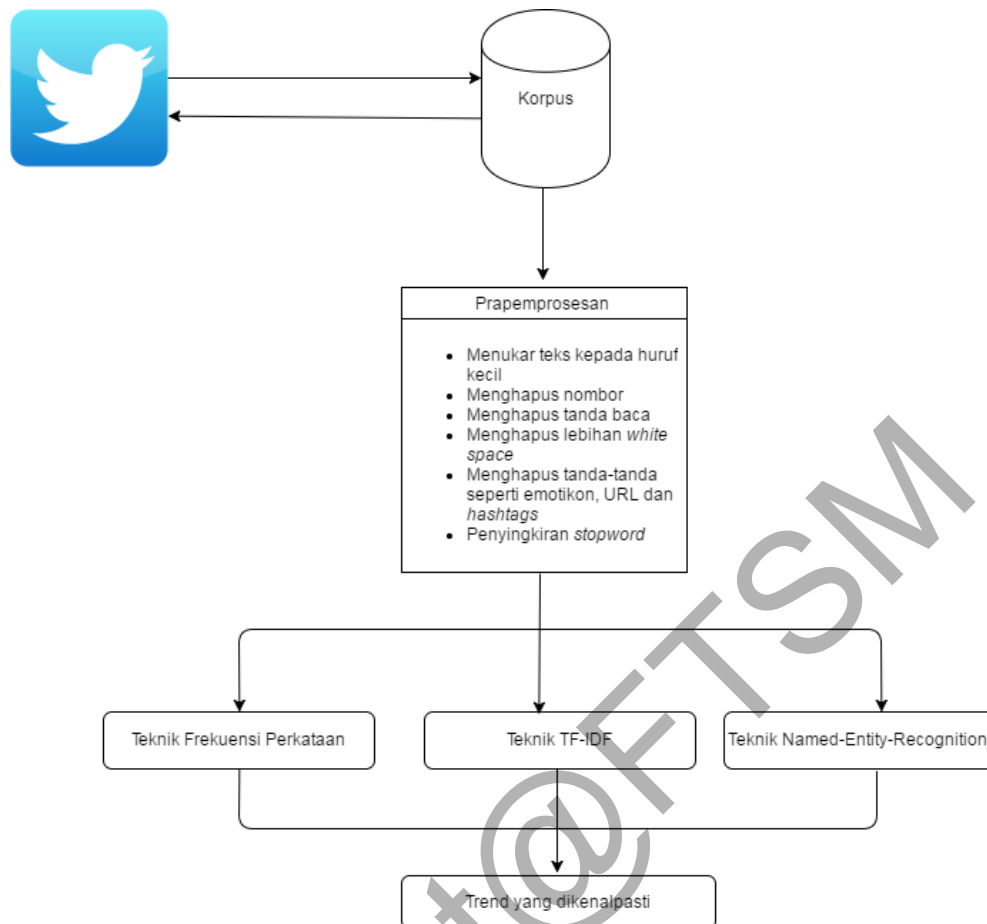 Korpus
Prapemprosesan
• Menukar teks kepada huruf
kecil
• Menghapus nombor
• Menghapus tanda baca
• Menghapus lebihan white
space
• Menghapus tanda-tanda
seperti emotikon, URL dan
hashtags
• Penyingkiran stopword
Teknik Frekuensi Perkataan
Teknik TF-IDF
Teknik Named-Entity-Recognition
Trend yang dikenalpasti
t@FTSM